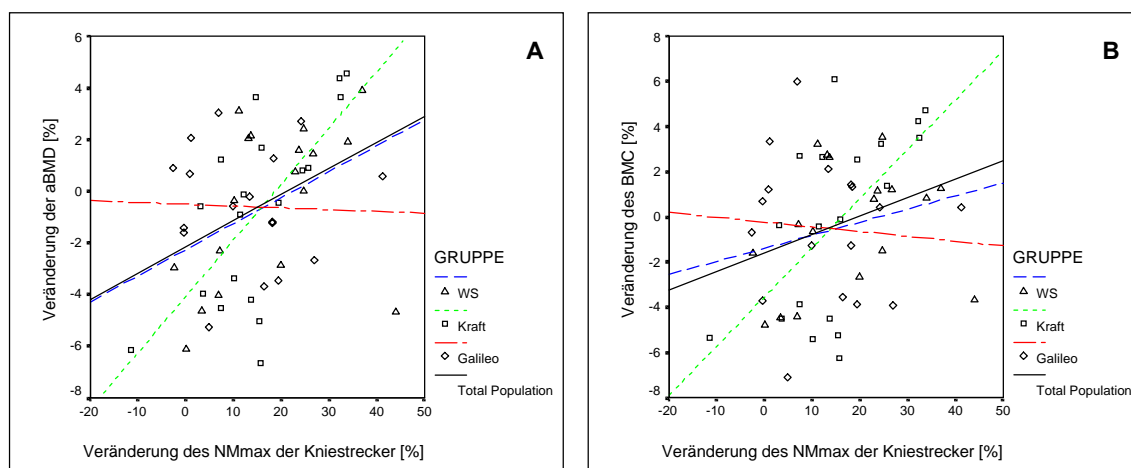 A
Veränderung der aBMD [%]
6
4
2
0
-2
-4
-6
-8
-20
-10
0
10
20
30
40
50
Veränderung des NMmax der Kniestrecker [%]
GRUPPE
WS
Kraft
Galileo
Total Population
B
Veränderung des BMC [%]
8
6
4
2
0
-2
-4
-6
-8
-20
-10
0
10
20
30
40
50
Veränderung des NMmax der Kniestrecker [%]
GRUPPE
WS
Kraft
Galileo
Total Population